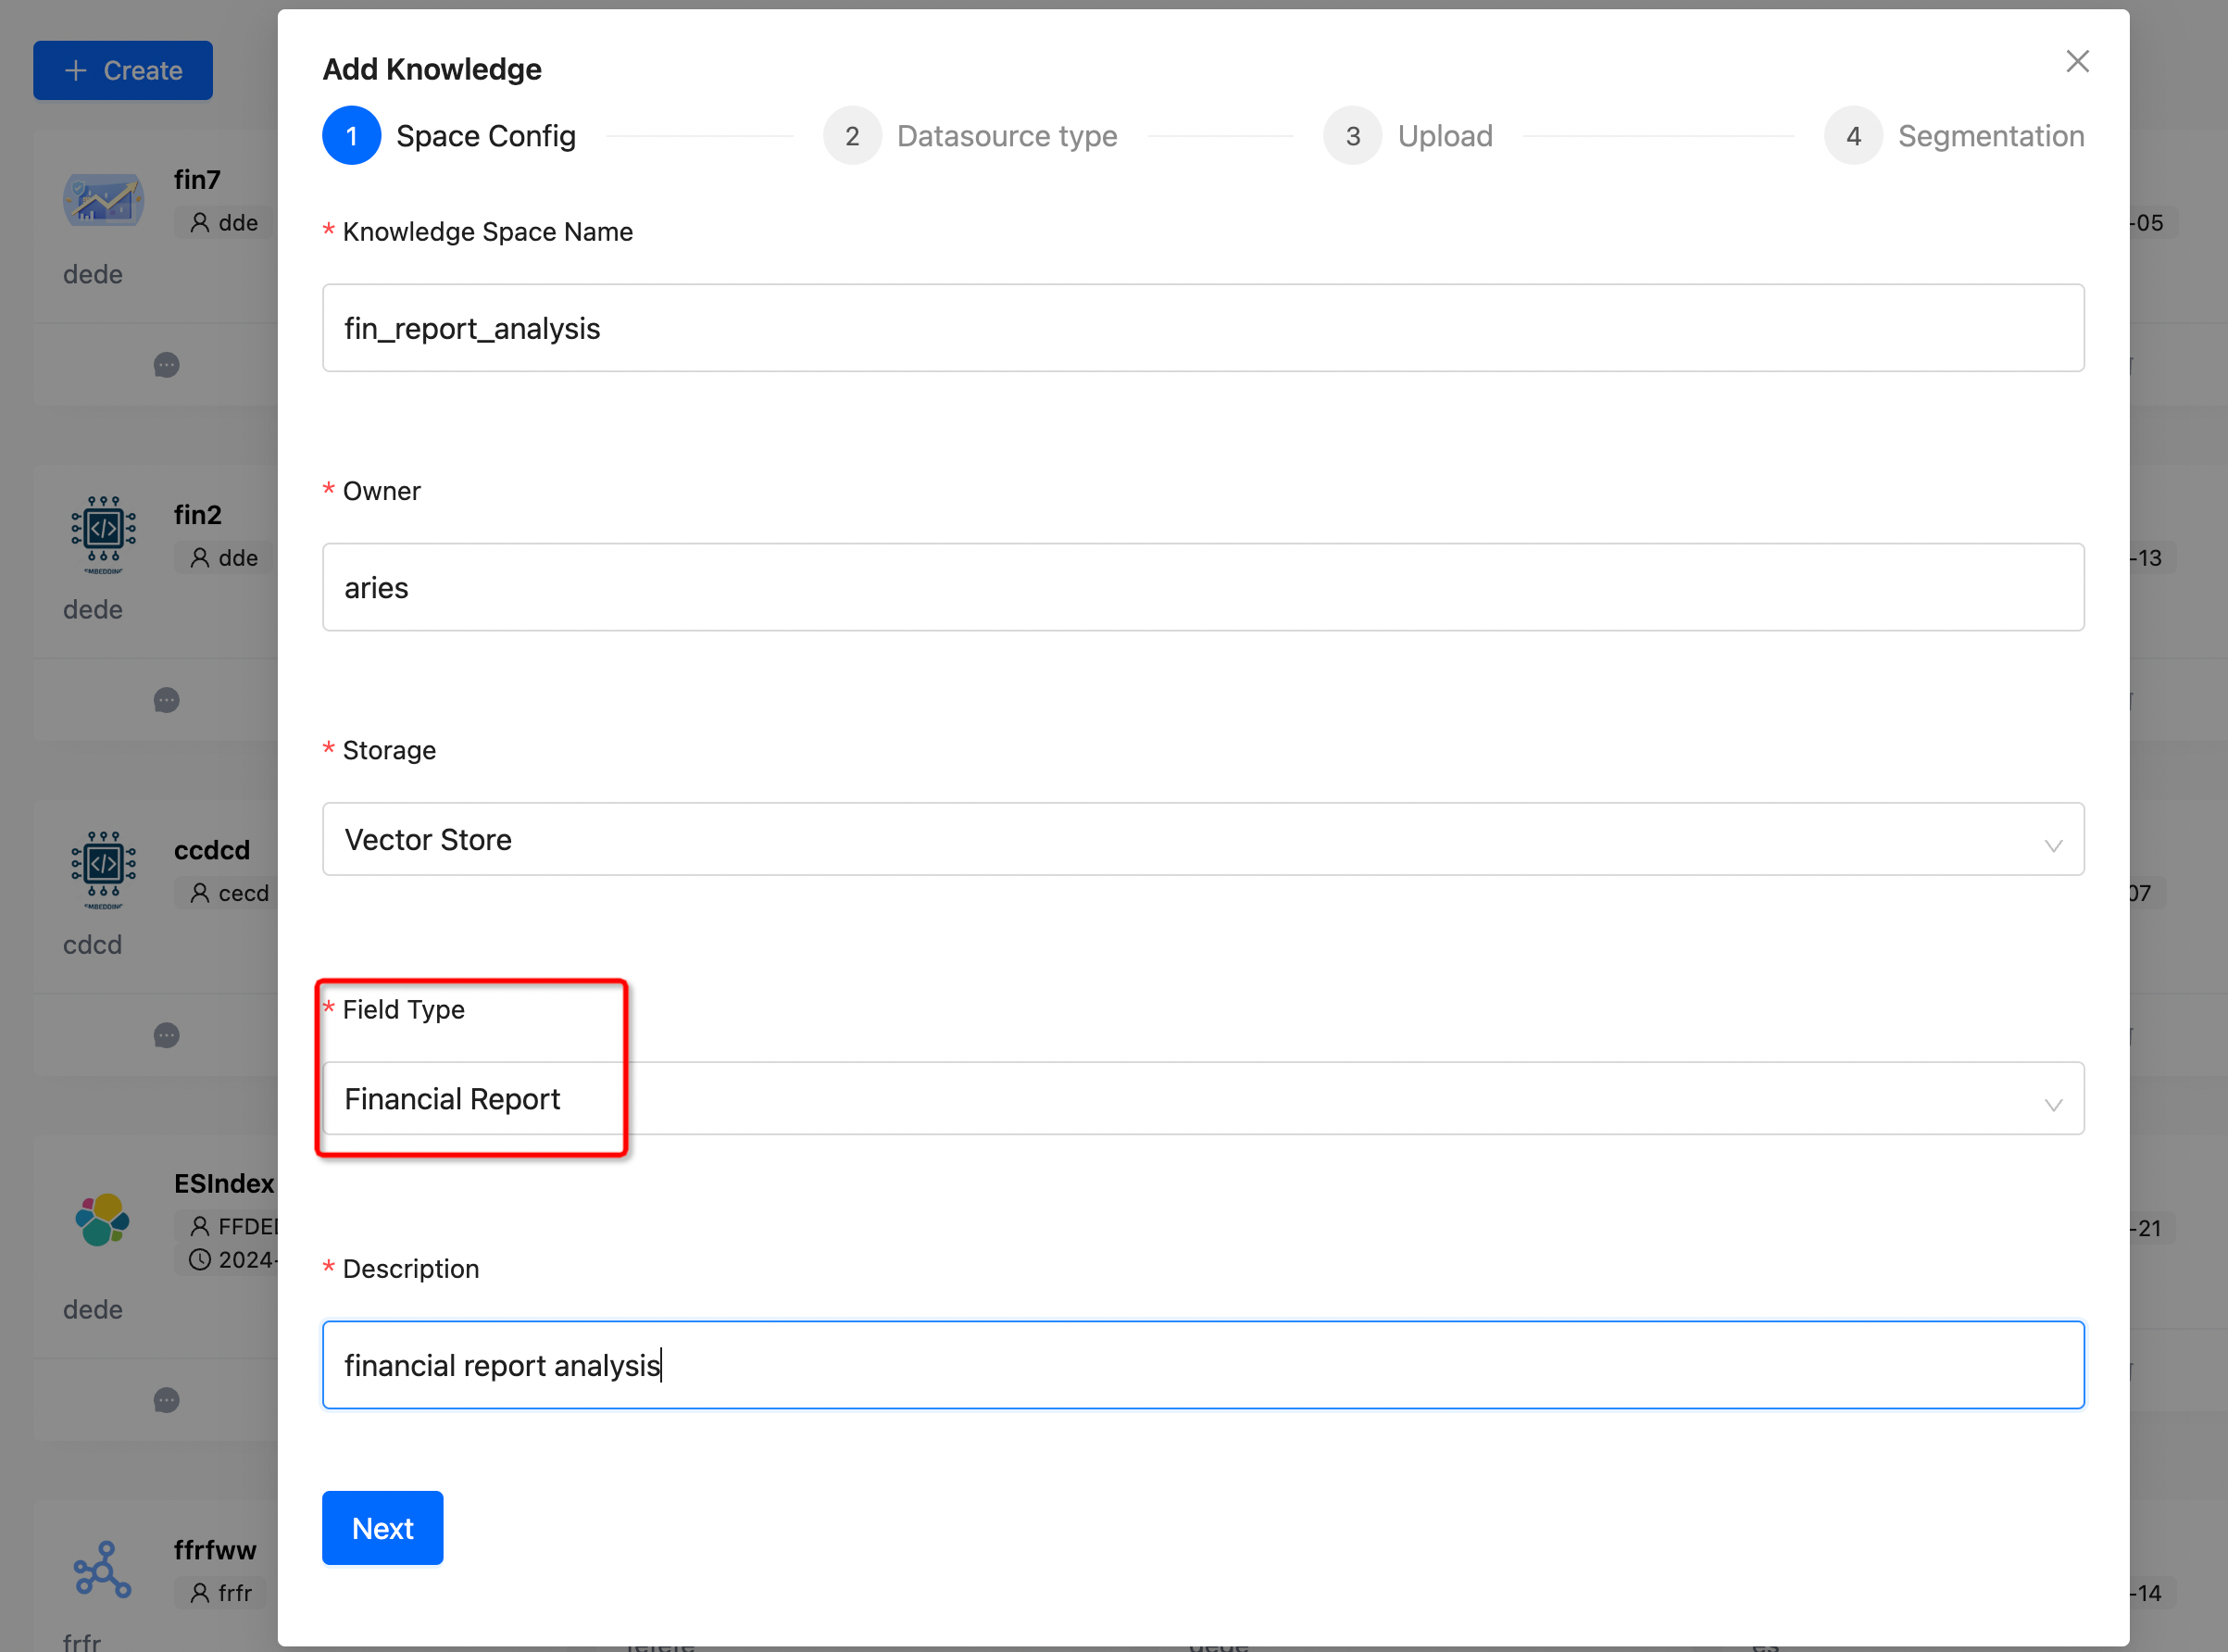 Create
Add Knowledge
1 Space Config
2 Datasource type
3 Upload
4 Segmentation
fin7
dde
-05
dede
* Knowledge Space Name
fin_report_analysis
* Owner
fin2
dde
-13
dede
aries
* Storage
Vector Store
ccdcd
cecd
07
cdcd
* Field Type
Financial Report
ESIndex
FFDE
2024-
-21
dede
* Description
financial report analysis
Next
ffrfww
frfr
-14
frfr